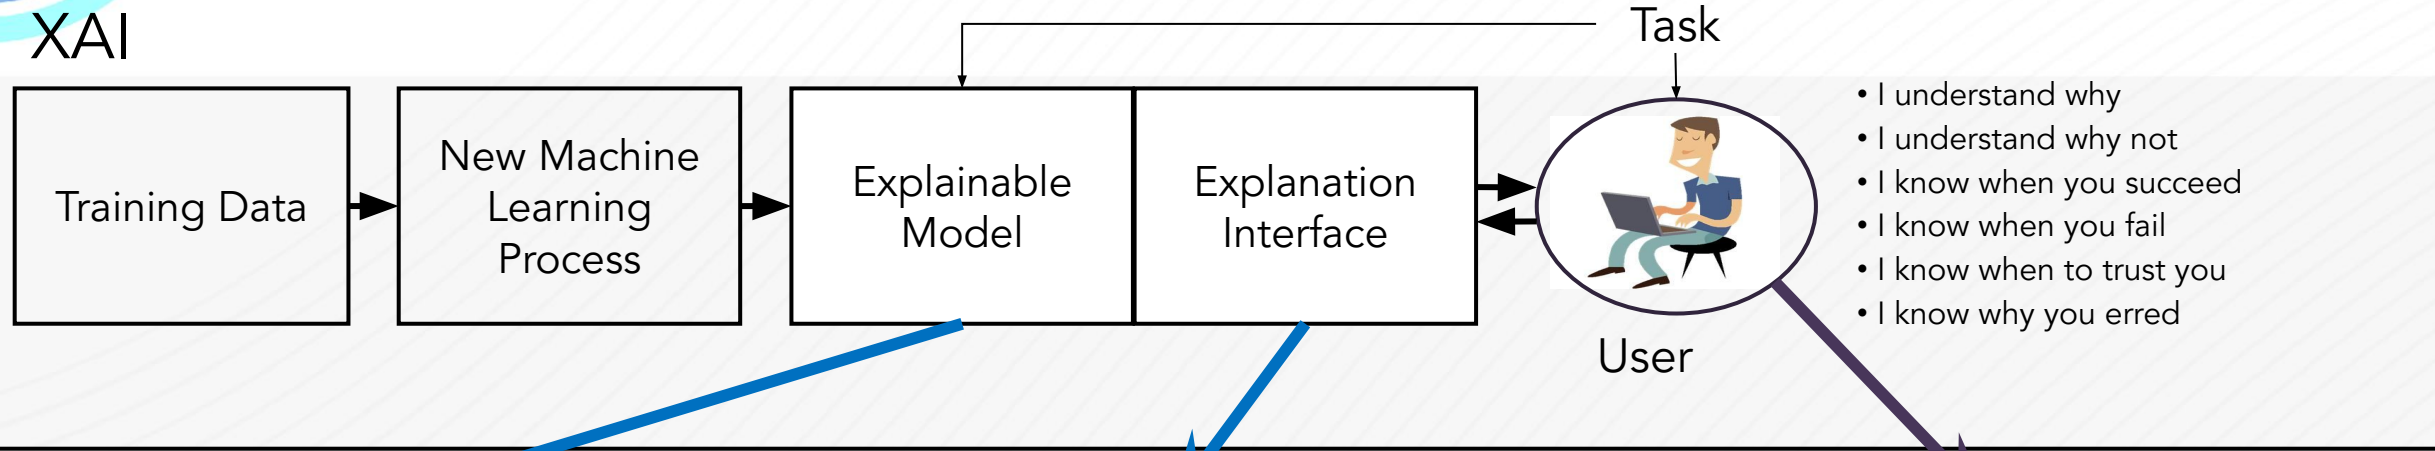 XAI
Task
Training Data
New Machine
Learning
Process
Explainable
Model
Explanation
Interface
User
• I understand why
• I understand why not
• I know when you succeed
• I know when you fail
• I know when to trust you
• I know why you erred